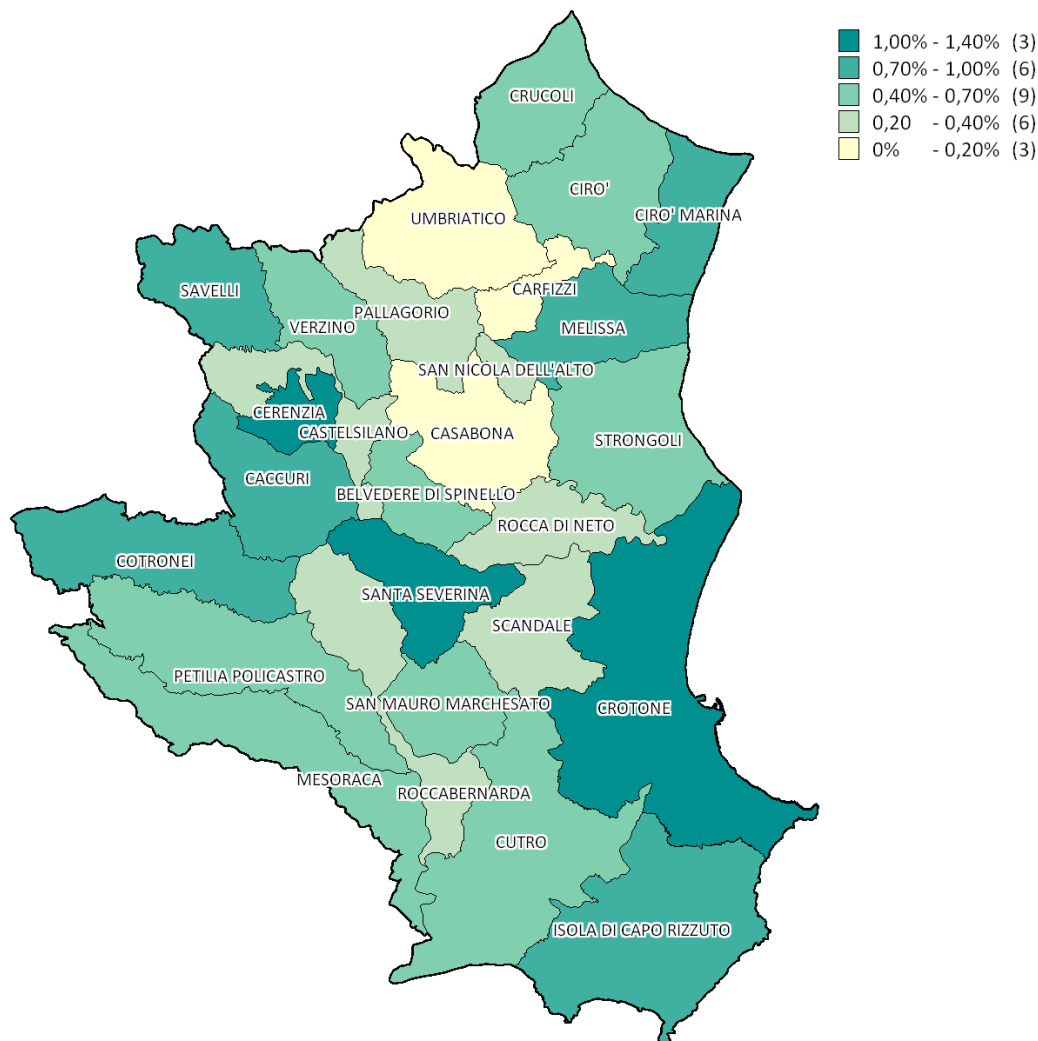 1,00% - 1,40% (3)
0,70% - 1,00% (6)
0,40% - 0,70% (9)
0,20 - 0,40% (6)
0% - 0,20% (3)
CRUCOLI
CIRO'
CIRO' MARINA
UMBRIATICO
SAVELLI
CARFIZZI
PALLAGORIO
VERZINO
MELISSA
SAN NICOLA DELL'ALTO
CERENZIA
CASTELSILANO
CASABONA
STRONGOLI
CACCURI
BELVEDERE DI SPINELLO
ROCCA DI NETO
COTRONEI
SANTA SEVERINA
SCANDALE
PETILIA POLICASTRO
SAN MAURO MARCHESATO
CROTONE
MESORACA
ROCCABERNARDA
CUTRO
ISOLA DI CAPO RIZZUTO